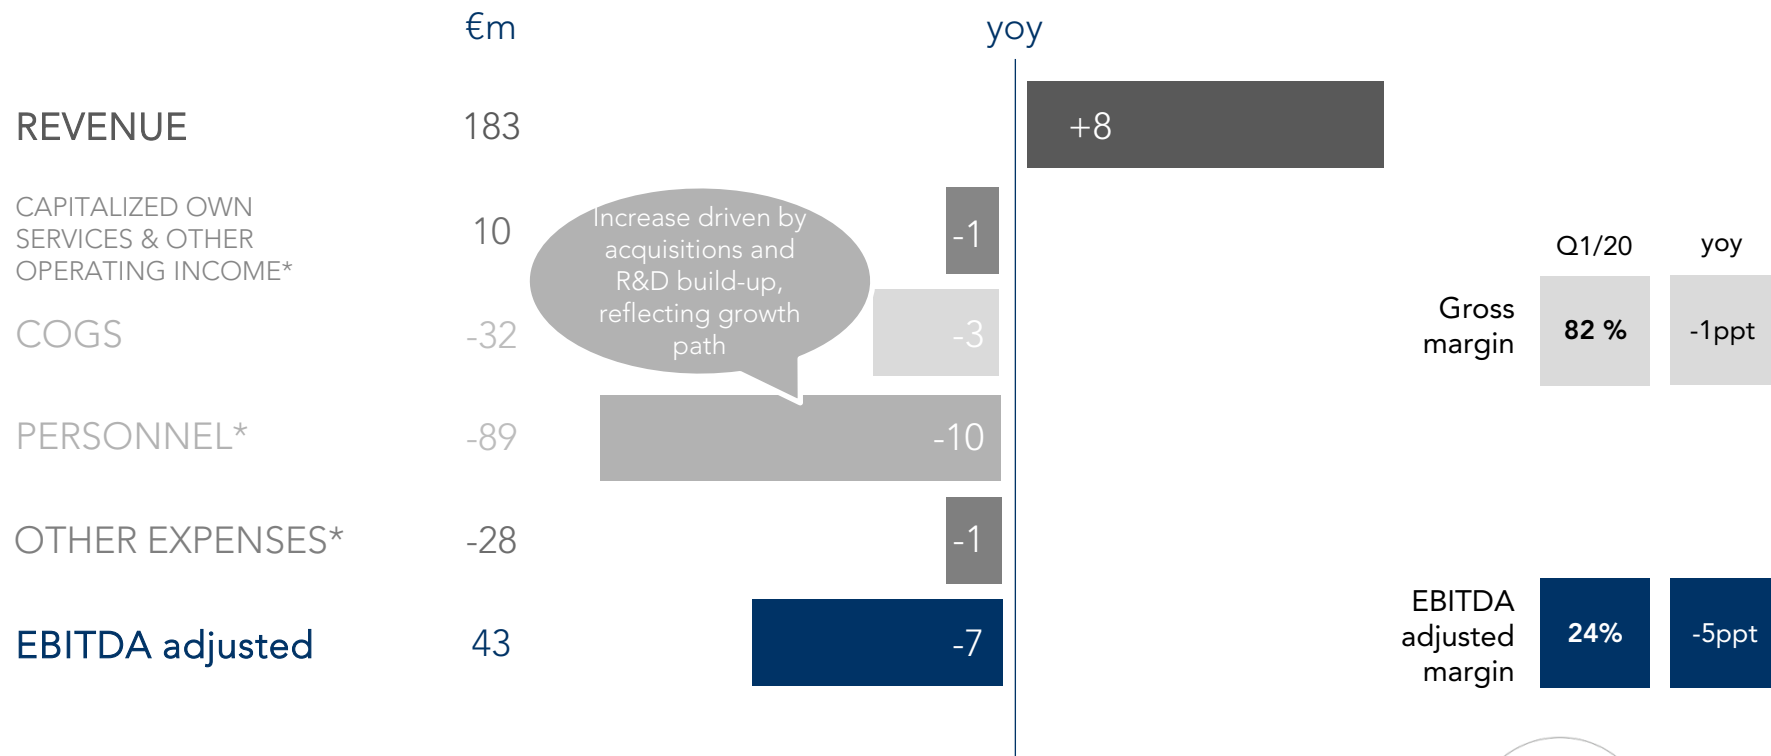 €m yoy
REVENUE 183 +8
CAPITALIZED OWN
SERVICES & OTHER
OPERATING INCOME*
10 -1
Increase driven by
acquisitions and
R&D build-up,
reflecting growth
path
COGS -32 -3
PERSONNEL* -89 -10
OTHER EXPENSES* -28 -1
EBITDA adjusted 43 -7
Q1/20 yoy
Gross
margin
82 % -1ppt
EBITDA
adjusted
margin
24% -5ppt